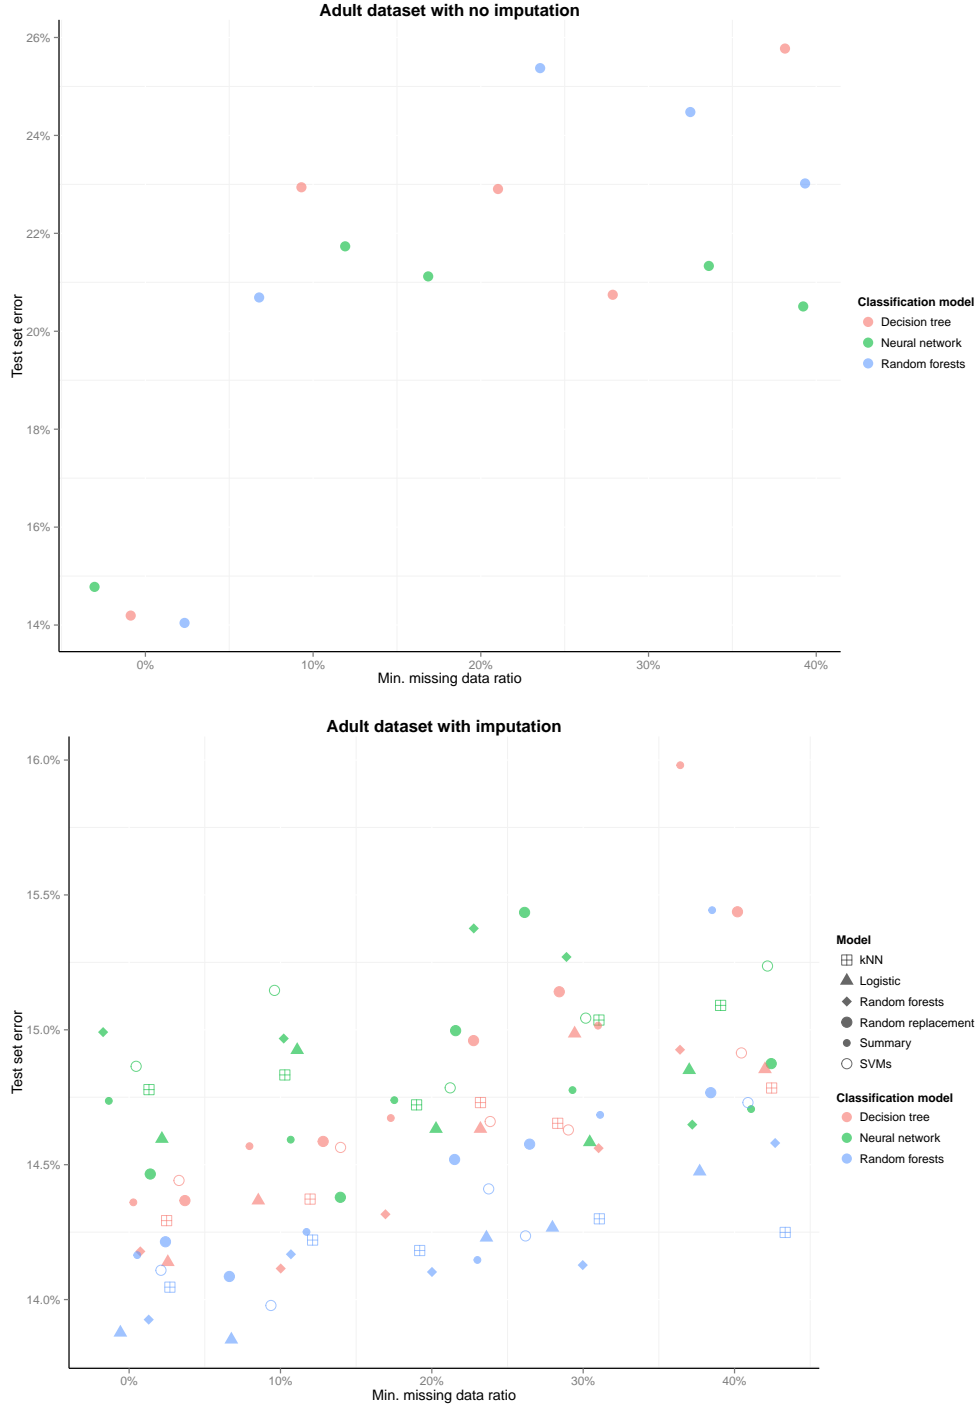 Adult dataset with no imputation
26%
24%
22%
20%
18%
16%
14%
Test set error
0%
10%
20%
30%
40%
Min. missing data ratio
Classification model
Decision tree
Neural network
Random forests
Adult dataset with imputation
16.0%
15.5%
15.0%
14.5%
14.0%
Test set error
0%
10%
20%
30%
40%
Min. missing data ratio
Model
kNN
Logistic
Random forests
Random replacement
Summary
SVMs
Classification model
Decision tree
Neural network
Random forests